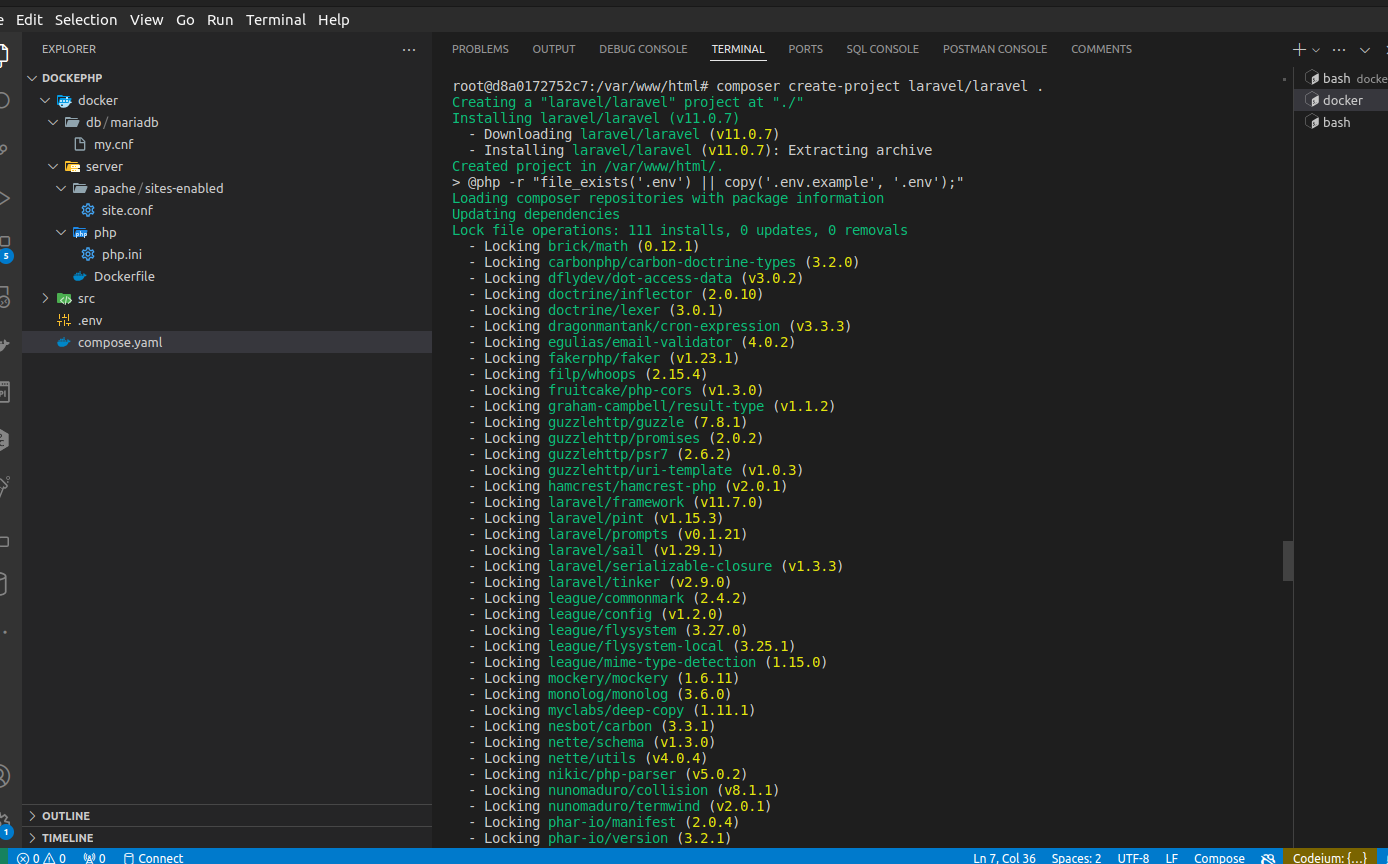 Edit Selection View Go Run Terminal Help
EXPLORER
DOCKEPHP
docker
db/mariadb
my.cnf
server
apache/sites-enabled
site.conf
php
php.ini
Dockerfile
src
.env
compose.yaml
OUTLINE
TIMELINE
5
1
PROBLEMS OUTPUT DEBUG CONSOLE TERMINAL PORTS SQL CONSOLE POSTMAN CONSOLE COMMENTS
root@d8a0172752c7:/var/www/html# composer create-project laravel/laravel .
Creating a "laravel/laravel" project at "./"
Installing laravel/laravel (v11.0.7)
- Downloading laravel/laravel (v11.0.7)
- Installing laravel/laravel (v11.0.7): Extracting archive
Created project in /var/www/html/.
> @php -r "file_exists('.env') || copy('.env.example', '.env');"
Loading composer repositories with package information
Updating dependencies
Lock file operations: 111 installs, 0 updates, 0 removals
- Locking brick/math (0.12.1)
- Locking carbonphp/carbon-doctrine-types (3.2.0)
- Locking dflydev/dot-access-data (v3.0.2)
- Locking doctrine/inflector (2.0.10)
- Locking doctrine/lexer (3.0.1)
- Locking dragonmantank/cron-expression (v3.3.3)
- Locking egulias/email-validator (4.0.2)
- Locking fakerphp/faker (v1.23.1)
- Locking filp/whoops (2.15.4)
- Locking fruitcake/php-cors (v1.3.0)
- Locking graham-campbell/result-type (v1.1.2)
- Locking guzzlehttp/guzzle (7.8.1)
- Locking guzzlehttp/promises (2.0.2)
- Locking guzzlehttp/psr7 (2.6.2)
- Locking guzzlehttp/uri-template (v1.0.3)
- Locking hamcrest/hamcrest-php (v2.0.1)
- Locking laravel/framework (v11.7.0)
- Locking laravel/pint (v1.15.3)
- Locking laravel/prompts (v0.1.21)
- Locking laravel/sail (v1.29.1)
- Locking laravel/serializable-closure (v1.3.3)
- Locking laravel/tinker (v2.9.0)
- Locking league/commonmark (2.4.2)
- Locking league/config (v1.2.0)
- Locking league/flysystem (3.27.0)
- Locking league/flysystem-local (3.25.1)
- Locking league/mime-type-detection (1.15.0)
- Locking mockery/mockery (1.6.11)
- Locking monolog/monolog (3.6.0)
- Locking myclabs/deep-copy (1.11.1)
- Locking nesbot/carbon (3.3.1)
- Locking nette/schema (v1.3.0)
- Locking nette/utils (v4.0.4)
- Locking nikic/php-parser (v5.0.2)
- Locking nunomaduro/collision (v8.1.1)
- Locking nunomaduro/termwind (v2.0.1)
- Locking phar-io/manifest (2.0.4)
- Locking phar-io/version (3.2.1)
bash docke
docker
bash
0 0 0 Connect Ln 7, Col 36 Spaces: 2 UTF-8 LF Compose Codeium: {...}